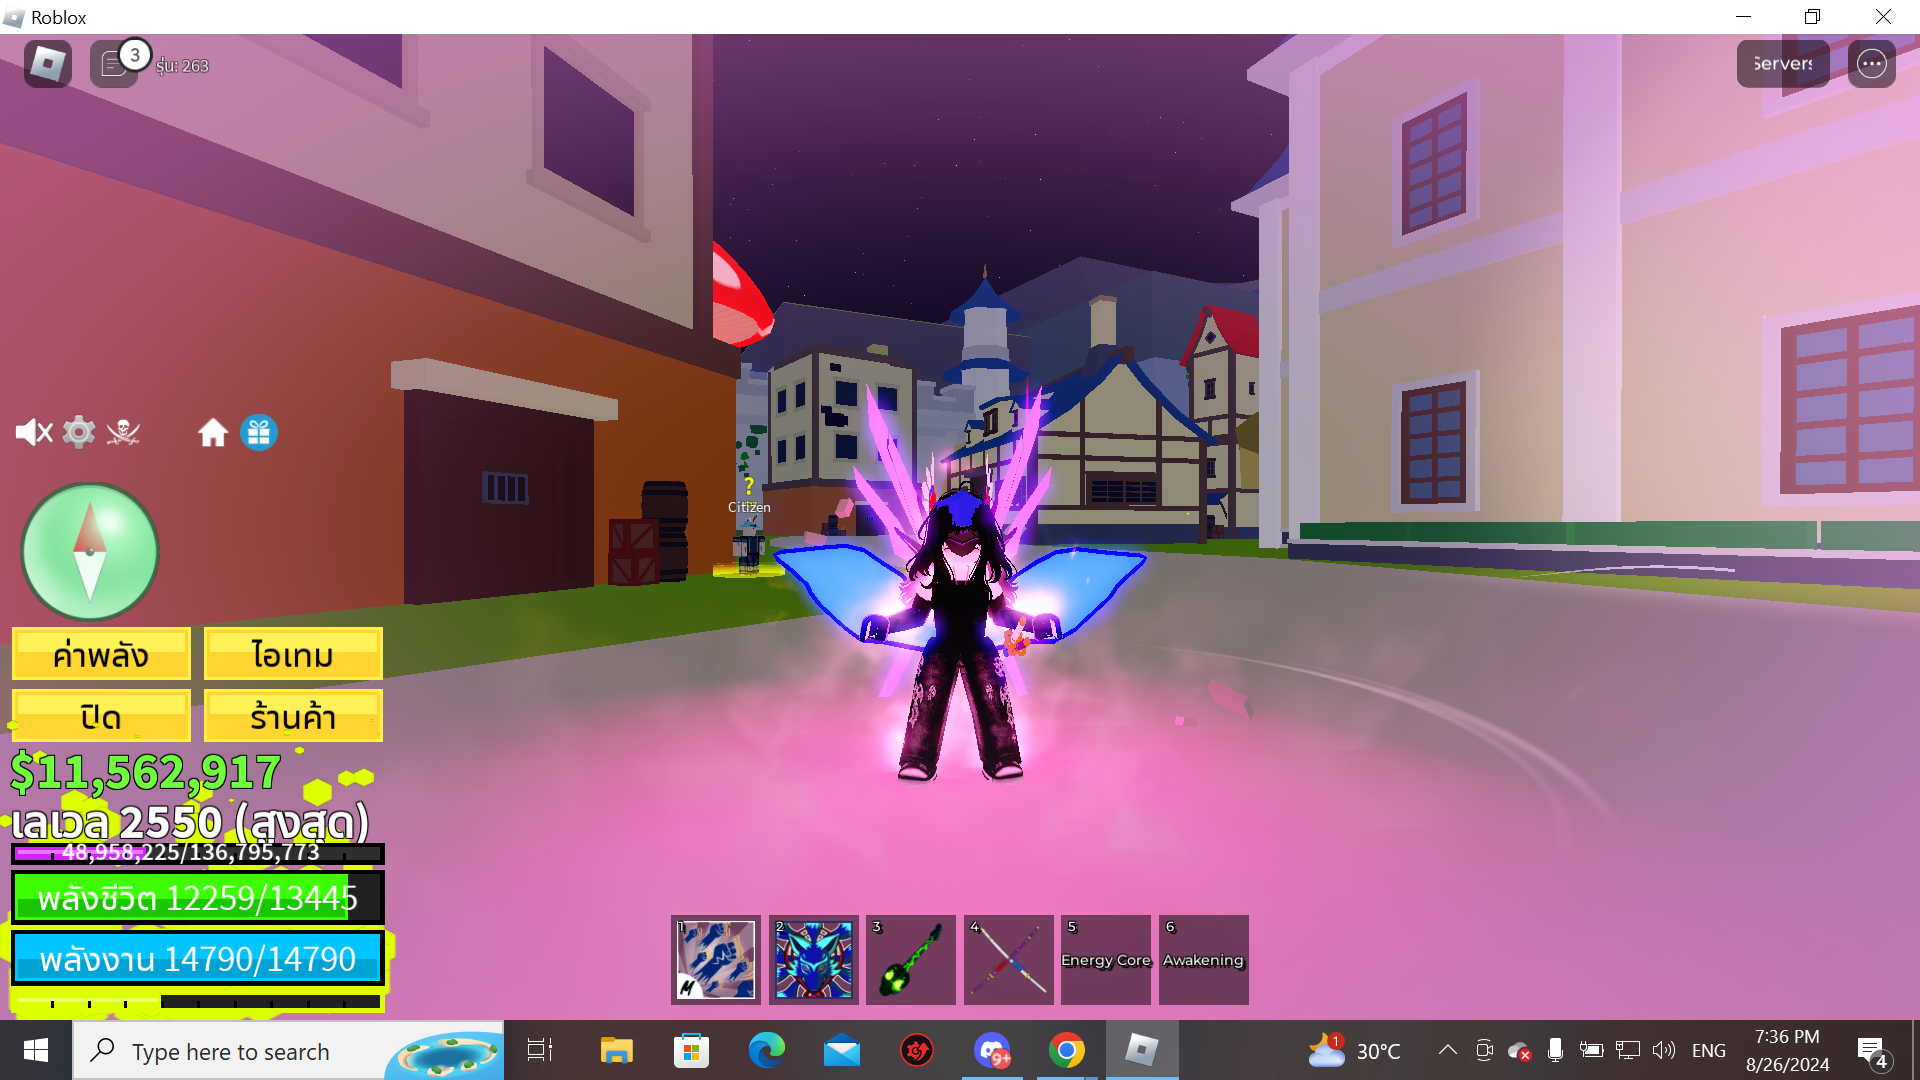 Roblox
3
รุ่น: 263
Servers
?
Citizen
ค่าพลัง
ไอเทม
ปิด
ร้านค้า
$11,562,917
เลเวล 2550 (สูงสุด)
48,958,225/136,795,773
พลังชีวิต 12259/13445
พลังงาน 14790/14790
1
M
2
3
4
5
Energy Core
6
Awakening
Type here to search
9+
1
30°C
ENG
7:36 PM
8/26/2024
4